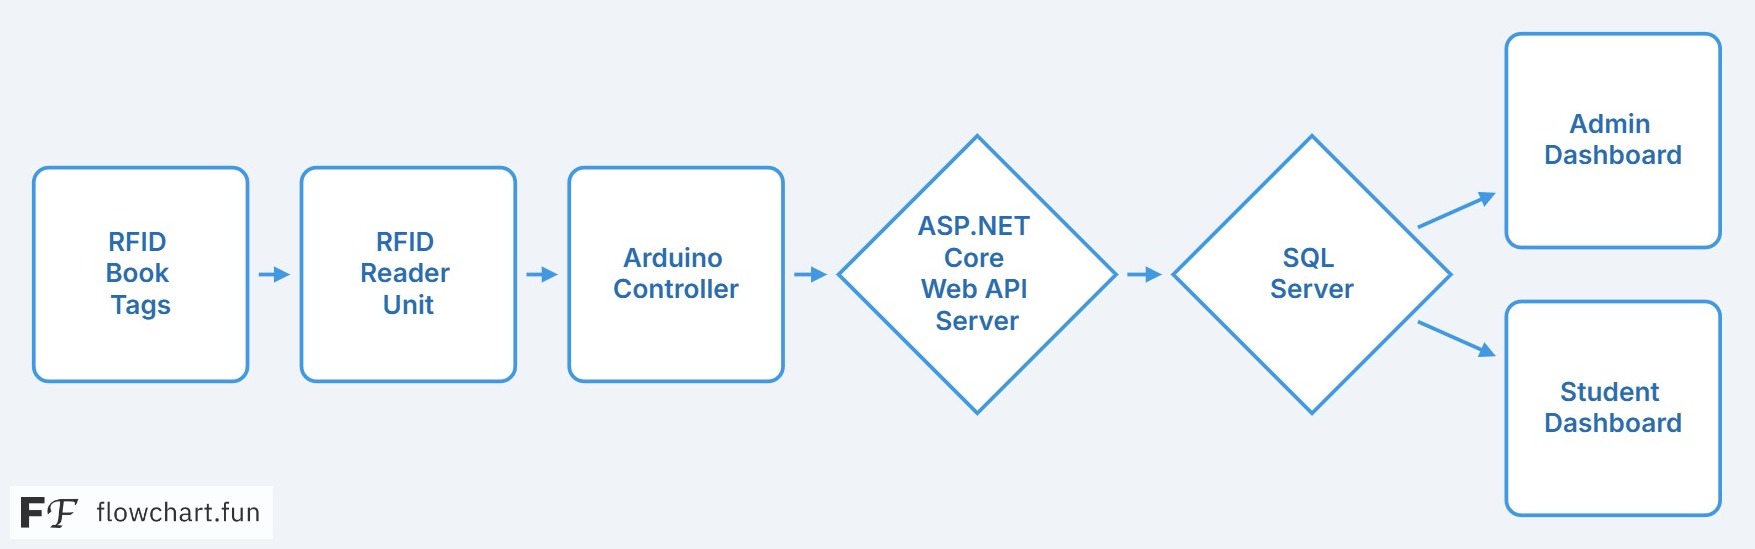 RFID
Book
Tags
RFID
Reader
Unit
Arduino
Controller
ASP.NET
Core
Web API
Server
SQL
Server
Admin
Dashboard
Student
Dashboard
FF flowchart.fun